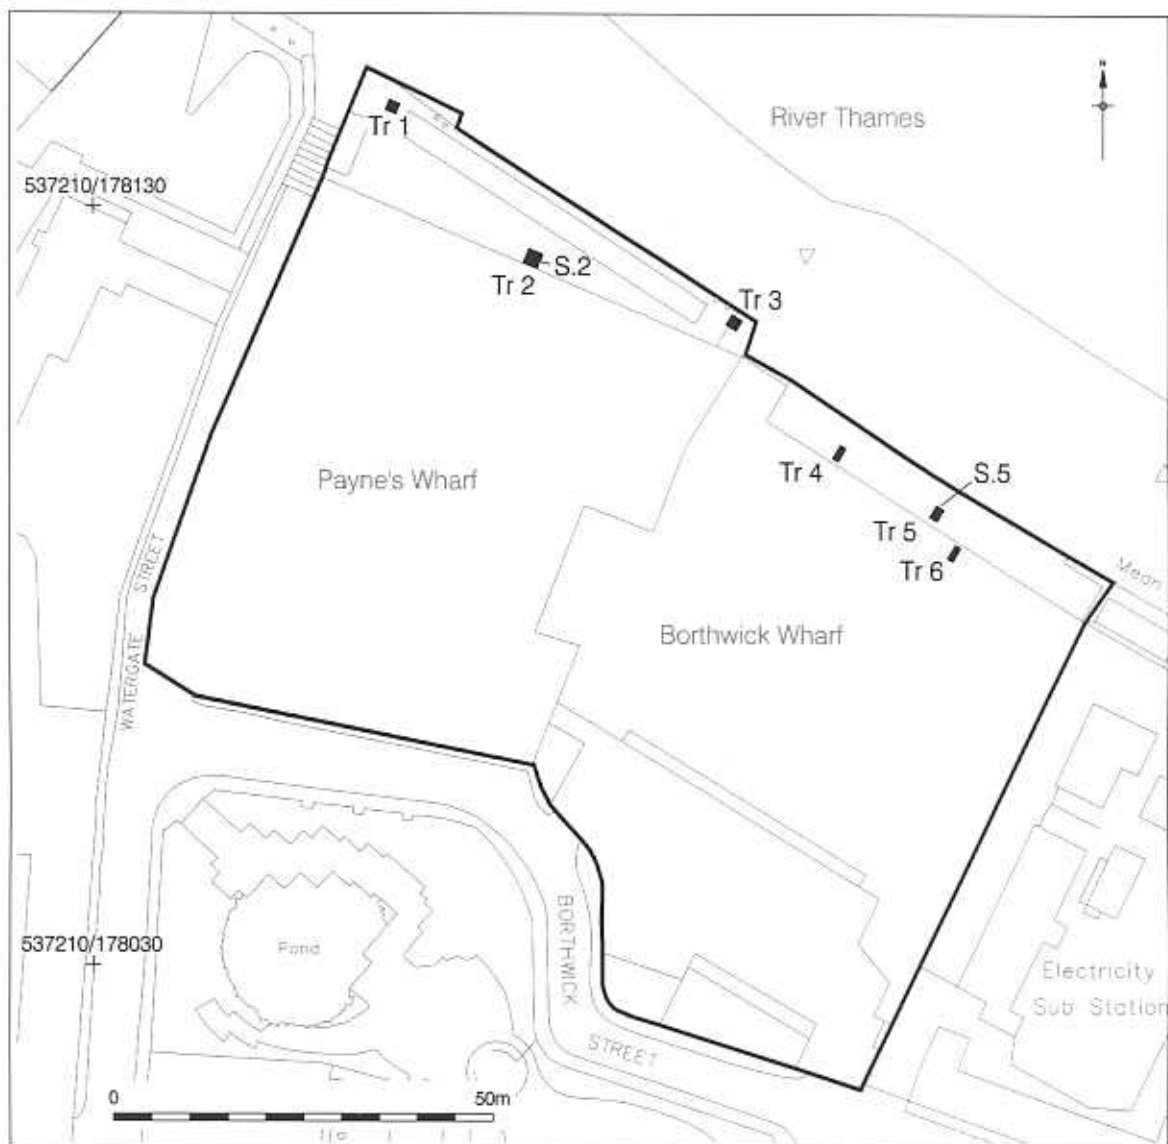 N
River Thames
Tr 1
537210/178130
S.2
Tr 2
Tr 3
Payne's Wharf
Tr 4
S.5
Tr 5
Tr 6
Mean
WATERGATE STREET
Borthwick Wharf
BORTHWICK
STREET
537210/178030
Pond
Electricity
Sub Station
0 50m